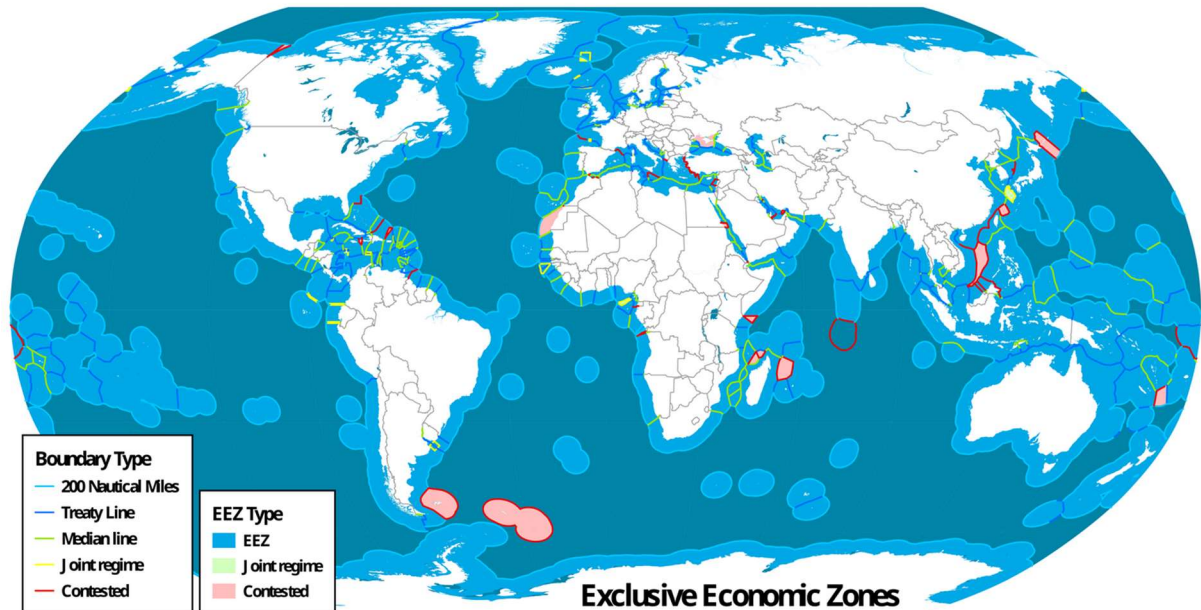 Boundary Type
200 Nautical Miles
Treaty Line
Median line
Joint regime
Contested
EEZ Type
EEZ
Joint regime
Contested
Exclusive Economic Zones